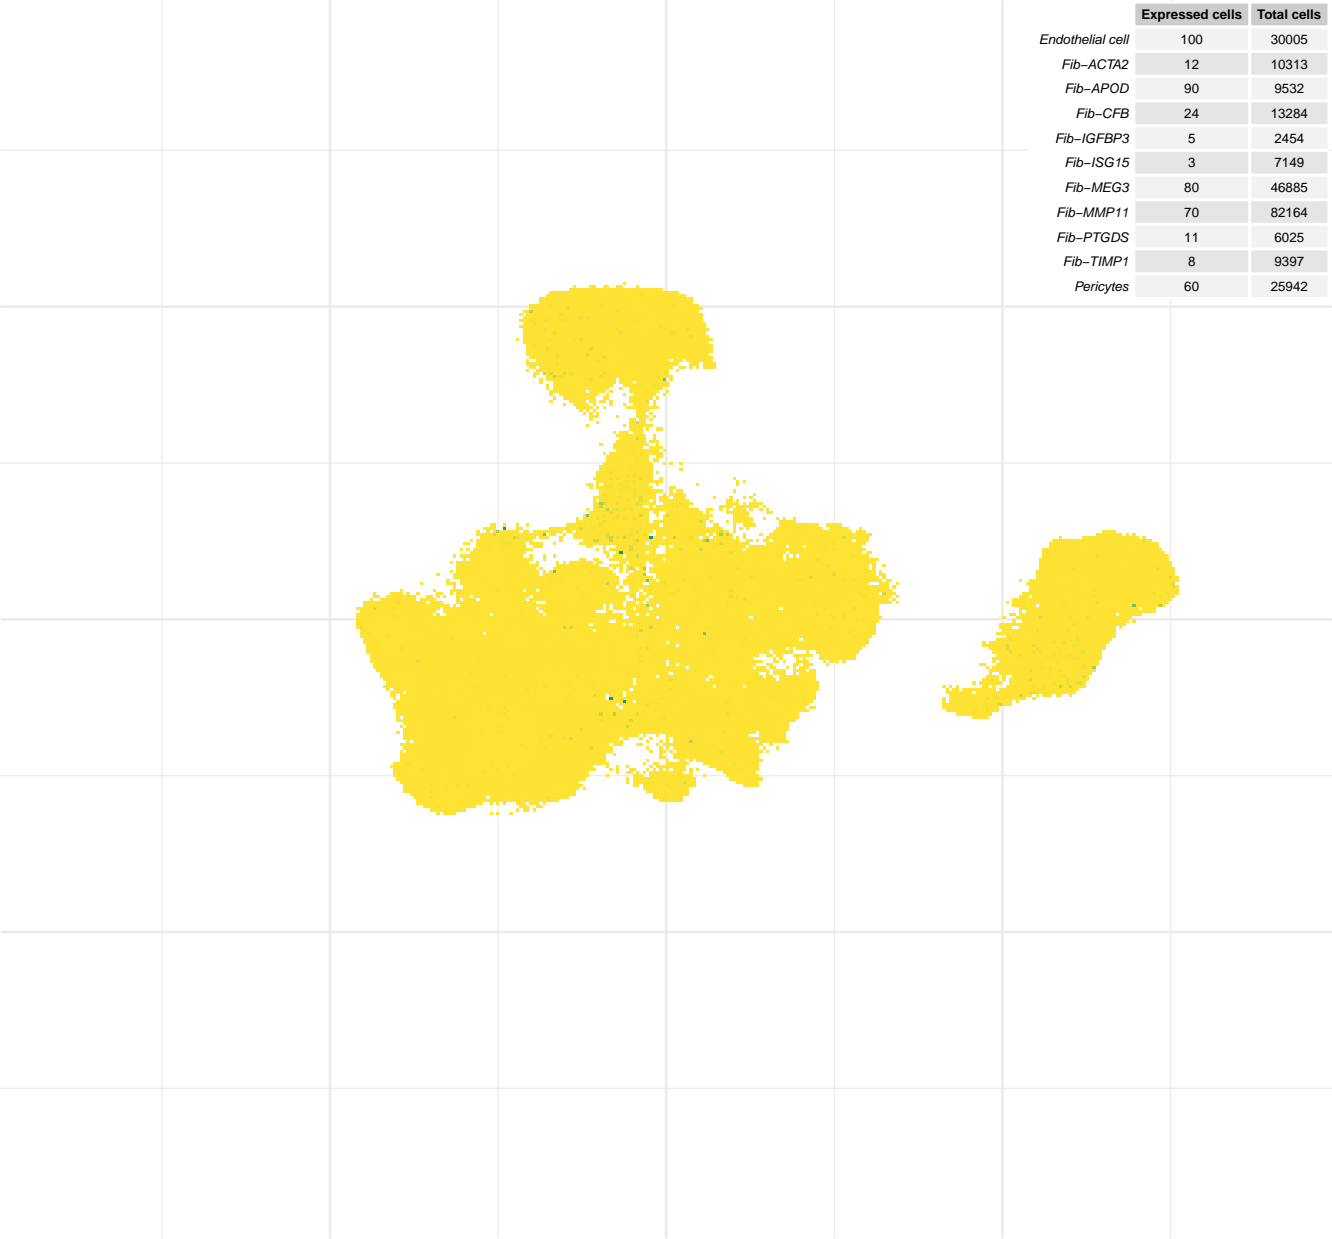 Expressed cells Total cells
Endothelial cell 100 30005
Fib−ACTA2 12 10313
Fib−APOD 90 9532
Fib−CFB 24 13284
Fib−IGFBP3 5 2454
Fib−ISG15 3 7149
Fib−MEG3 80 46885
Fib−MMP11 70 82164
Fib−PTGDS 11 6025
Fib−TIMP1 8 9397
Pericytes 60 25942